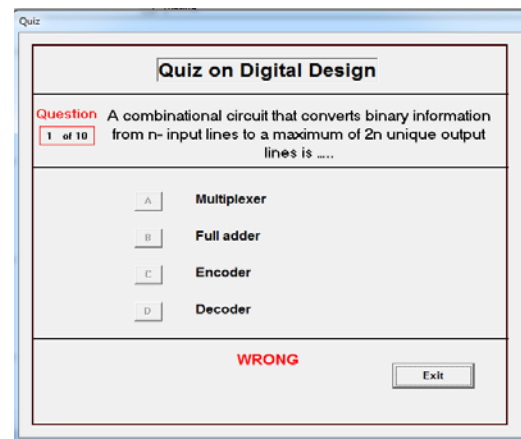 Quiz
Quiz on Digital Design
Question
1 of 10
A combinational circuit that converts binary information
from n- input lines to a maximum of 2n unique output
lines is .....
A Multiplexer
B Full adder
C Encoder
D Decoder
WRONG
Exit